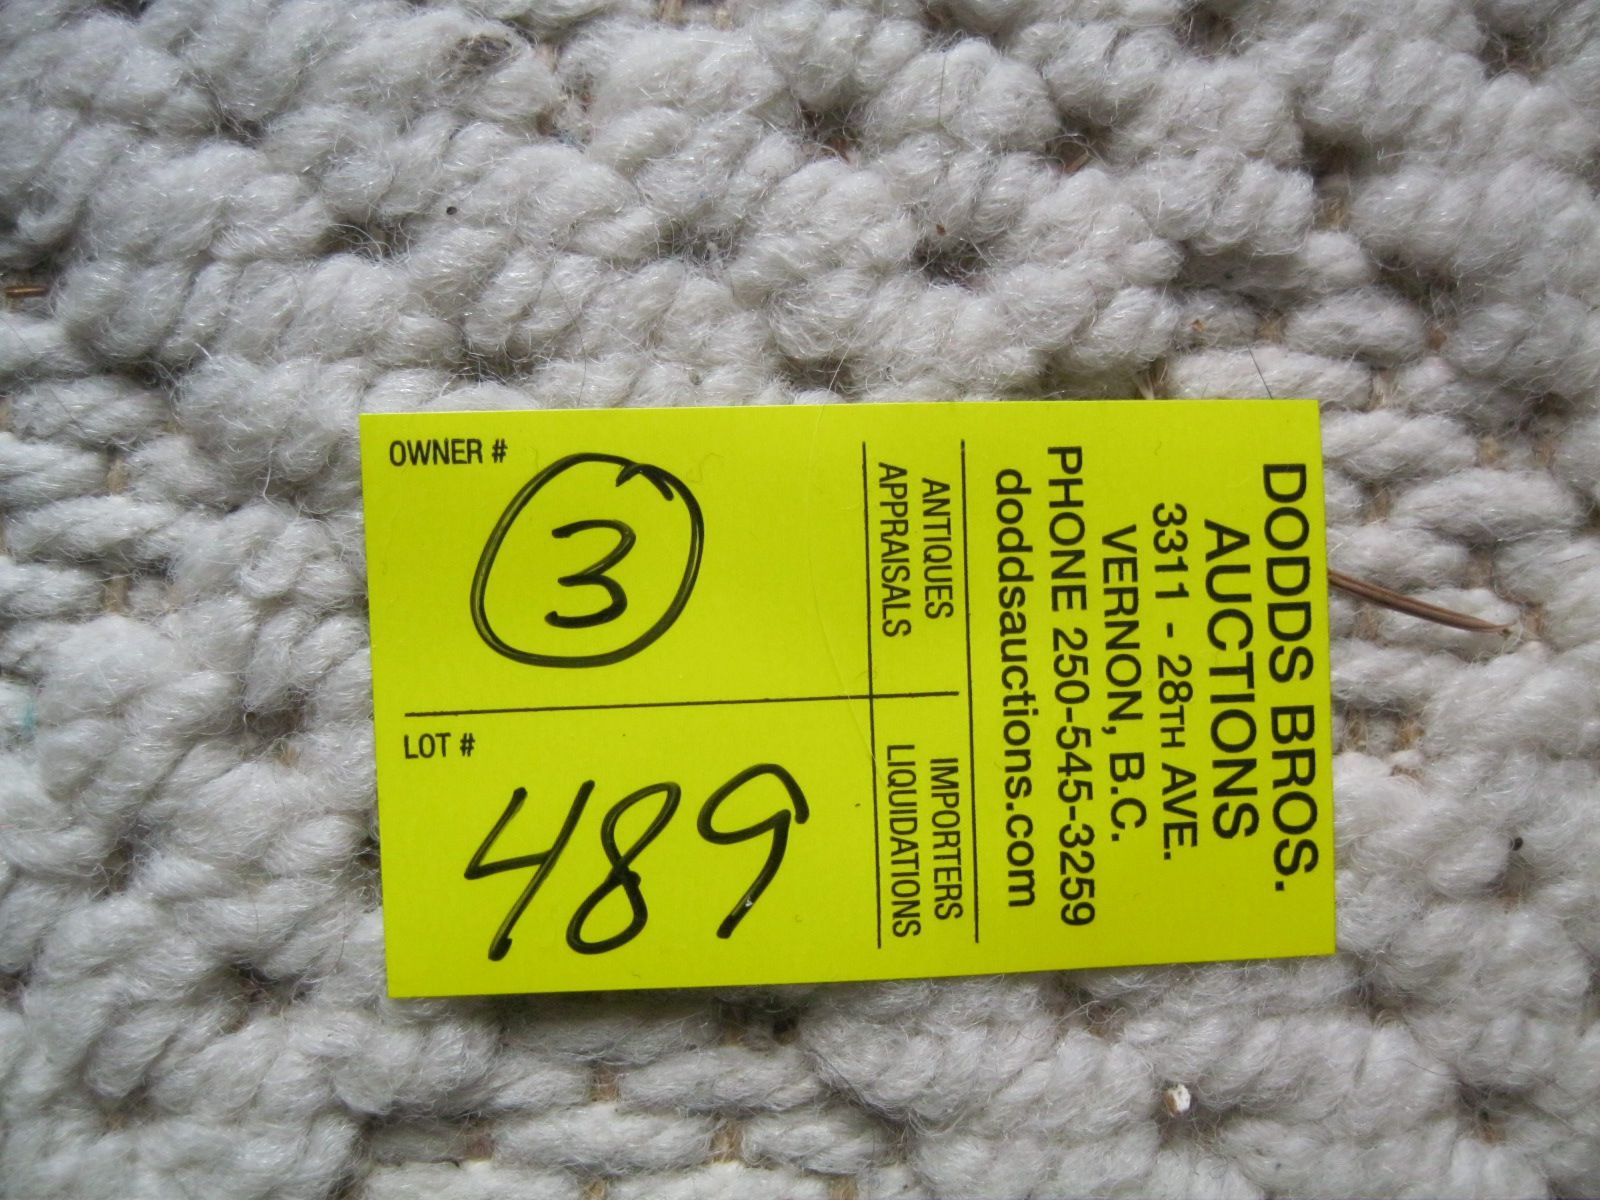 DODDS BROS.
AUCTIONS
3311 - 28TH AVE.
VERNON, B.C.
PHONE 250-545-3259
doddsauctions.com
ANTIQUES
APPRAISALS
IMPORTERS
LIQUIDATIONS
OWNER #
3
LOT #
489